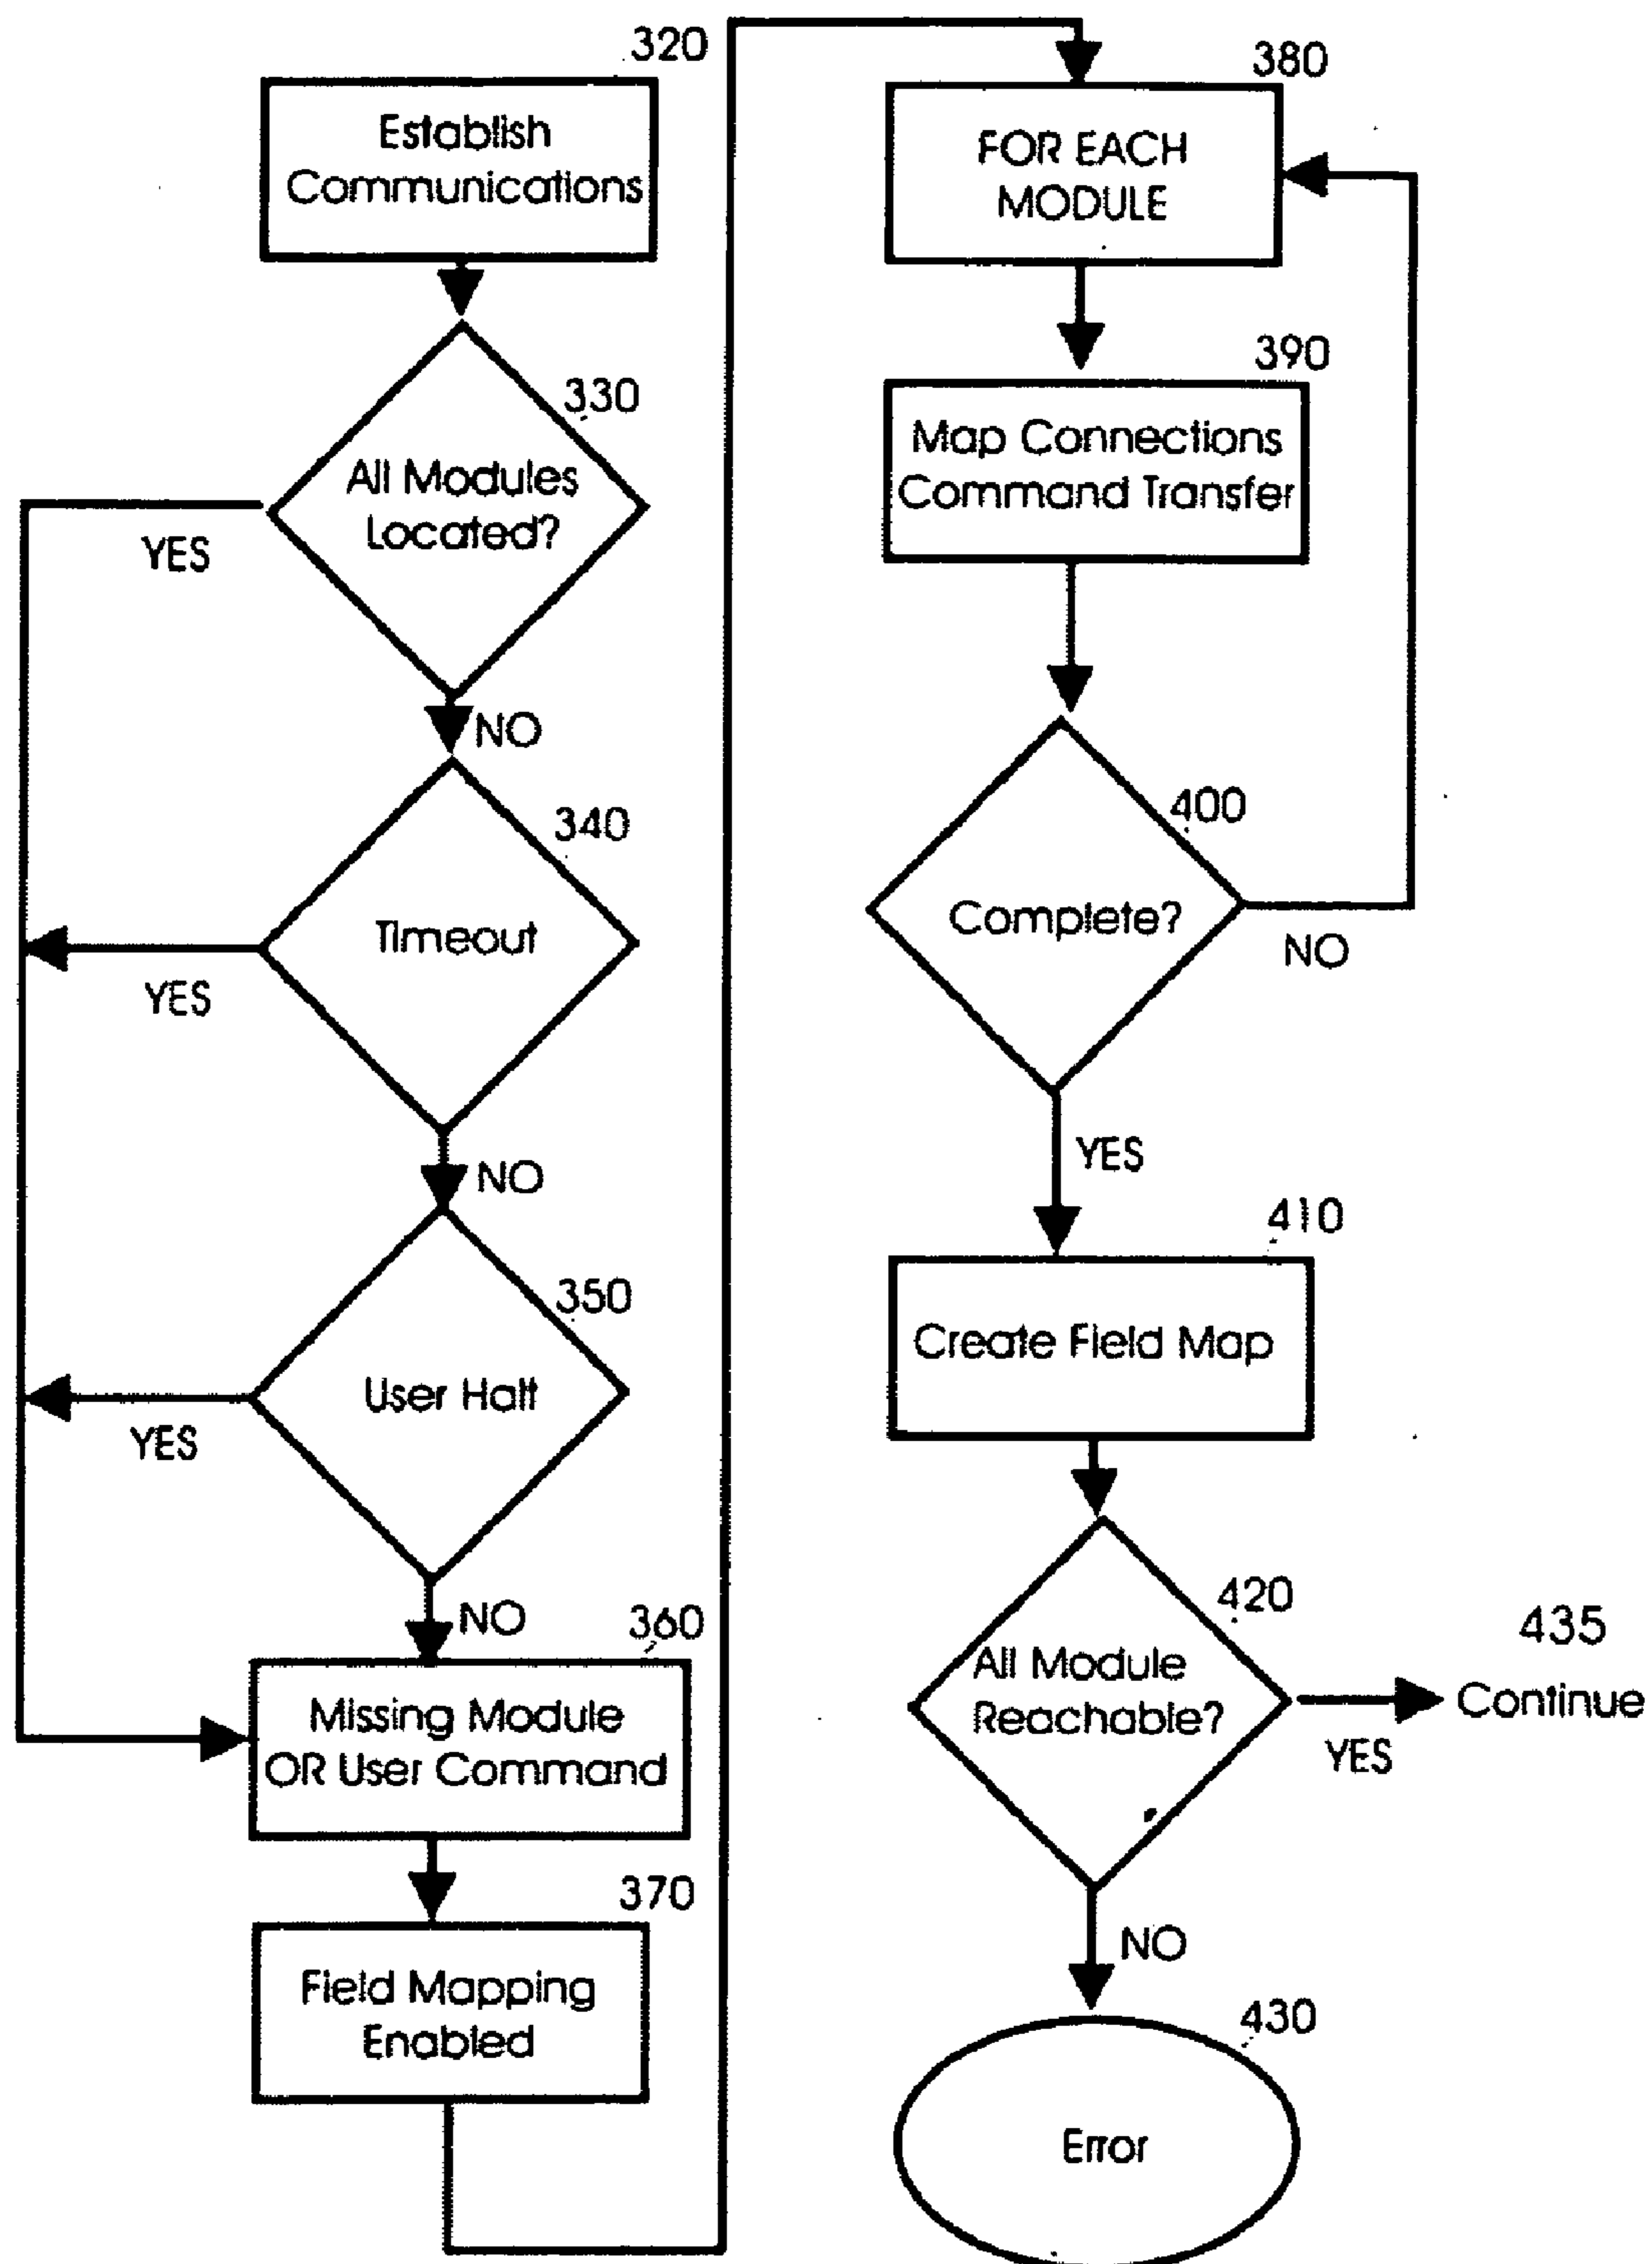 320
Establish
Communications
330
All Modules
Located?
YES
NO
340
Timeout
YES
NO
350
User Halt
YES
NO
360
Missing Module
OR User Command
370
Field Mapping
Enabled
380
FOR EACH
MODULE
390
Map Connections
Command Transfer
400
Complete?
NO
YES
410
Create Field Map
420
All Module
Reachable?
435
Continue
YES
NO
430
Error